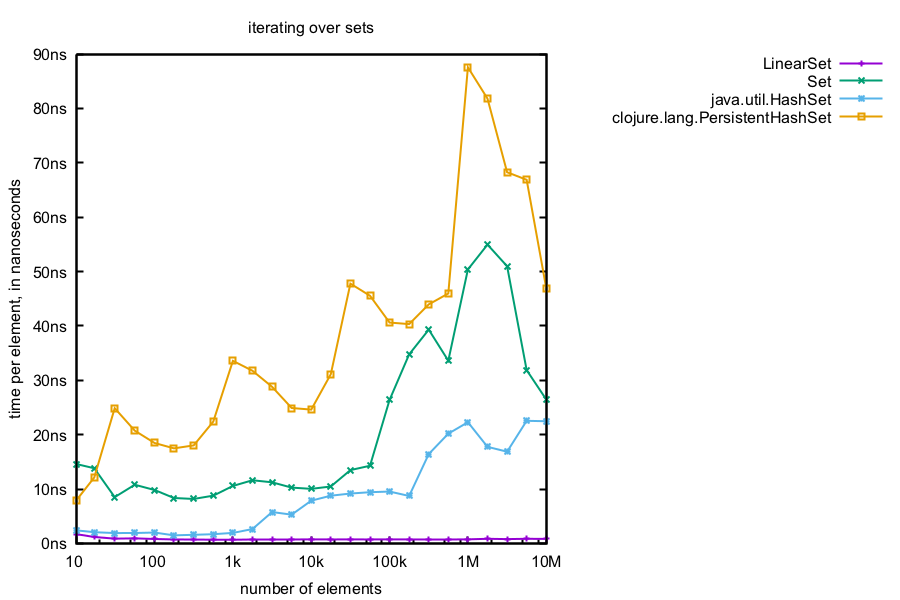 iterating over sets
90ns
80ns
70ns
60ns
50ns
40ns
30ns
20ns
10ns
0ns
time per element, in nanoseconds
10 100 1k 10k 100k 1M 10M
number of elements
LinearSet
Set
java.util.HashSet
clojure.lang.PersistentHashSet